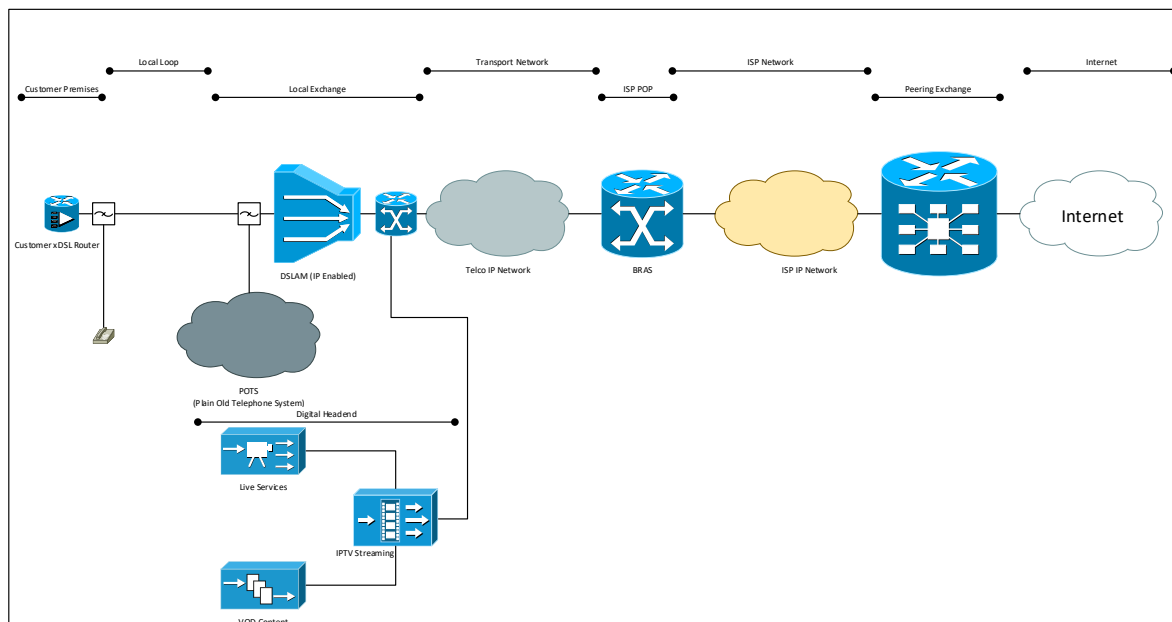 Local Loop
Transport Network
ISP Network
Internet
Customer Premises
Local Exchange
ISP POP
Peering Exchange
Internet
Customer xDSL Router
DSLAM (IP Enabled)
Telco IP Network
BRAS
ISP IP Network
POTS
(Plain Old Telephone System)
Digital Headend
Live Services
IPTV Streaming
VOD Content